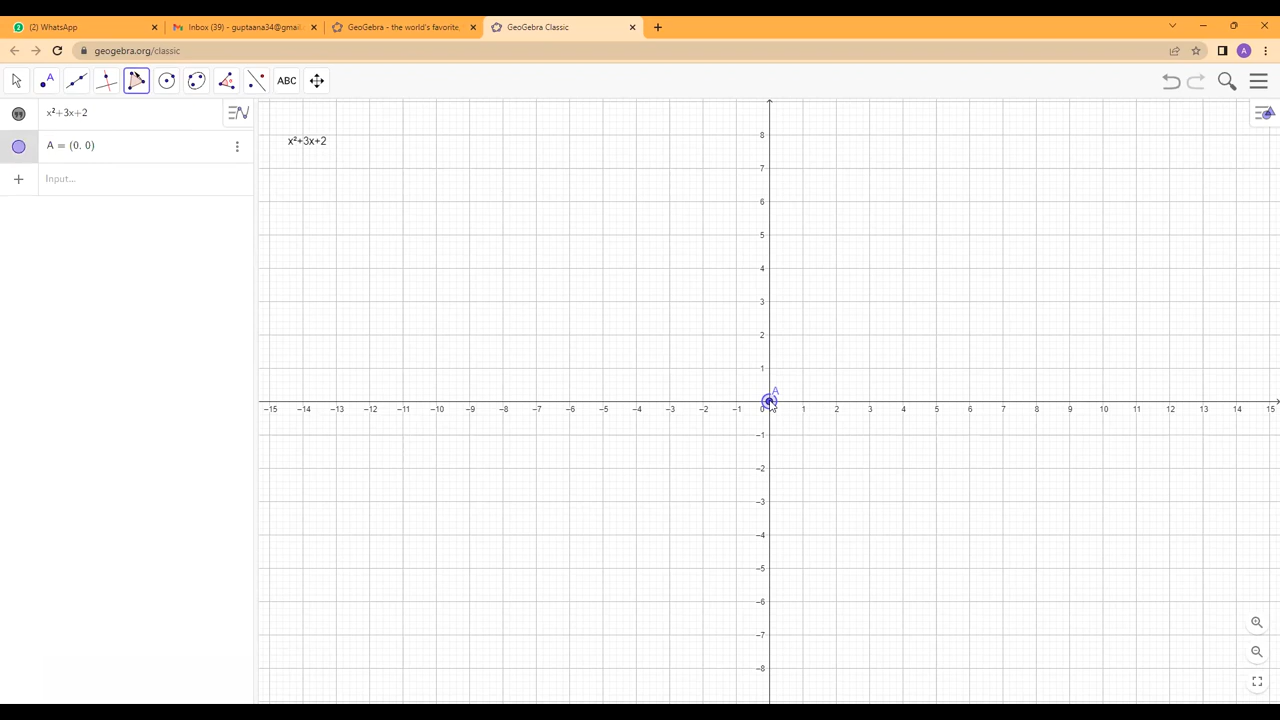 (2) WhatsApp
Inbox (39) - guptaana34@gmail.
GeoGebra - the world's favorite,
GeoGebra Classic
geogebra.org/classic
A
ABC
x²+3x+2
A = (0, 0)
Input...
x²+3x+2
8
7
6
5
4
3
2
1
A
−15 −14 −13 −12 −11 −10 −9 −8 −7 −6 −5 −4 −3 −2 −1 0 1 2 3 4 5 6 7 8 9 10 11 12 13 14 15
−1
−2
−3
−4
−5
−6
−7
−8